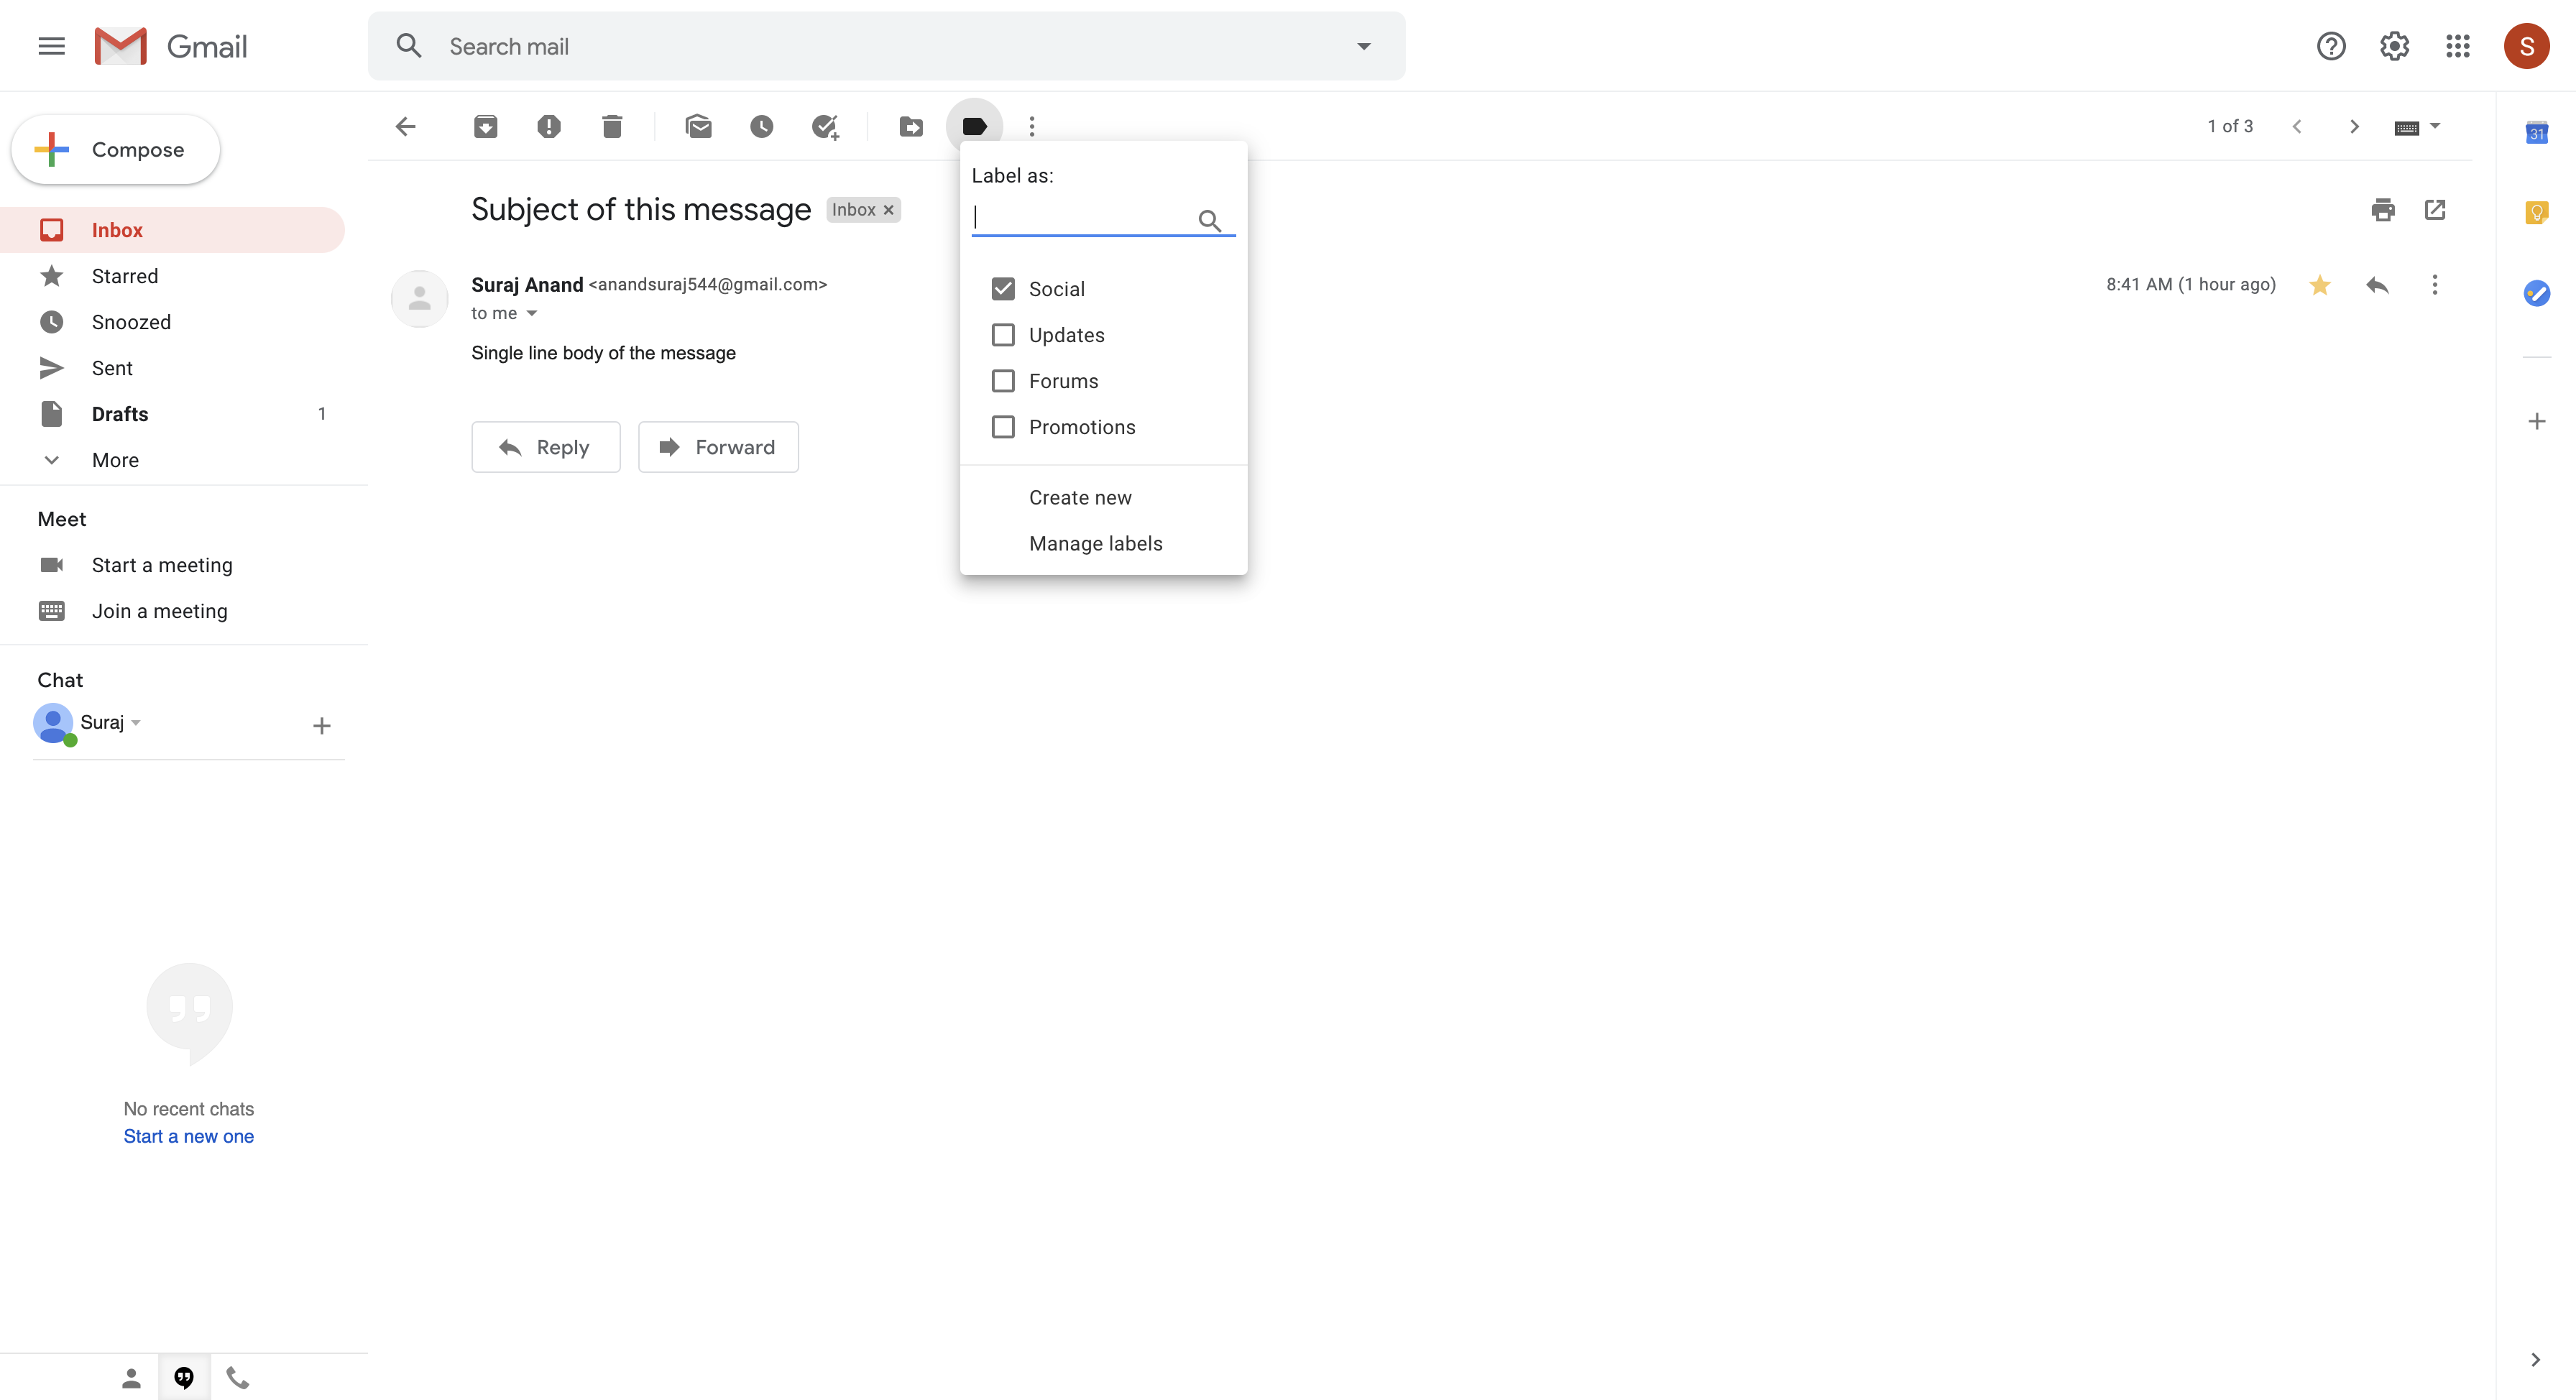 Gmail
Search mail
S
Compose
1 of 3
31
Label as:
Subject of this message
Inbox
Inbox
Starred
Snoozed
Sent
Drafts 1
More
Suraj Anand <anandsuraj544@gmail.com>
8:41 AM (1 hour ago)
to me
Single line body of the message
Reply
Forward
Social
Updates
Forums
Promotions
Create new
Manage labels
Meet
Start a meeting
Join a meeting
Chat
Suraj
No recent chats
Start a new one